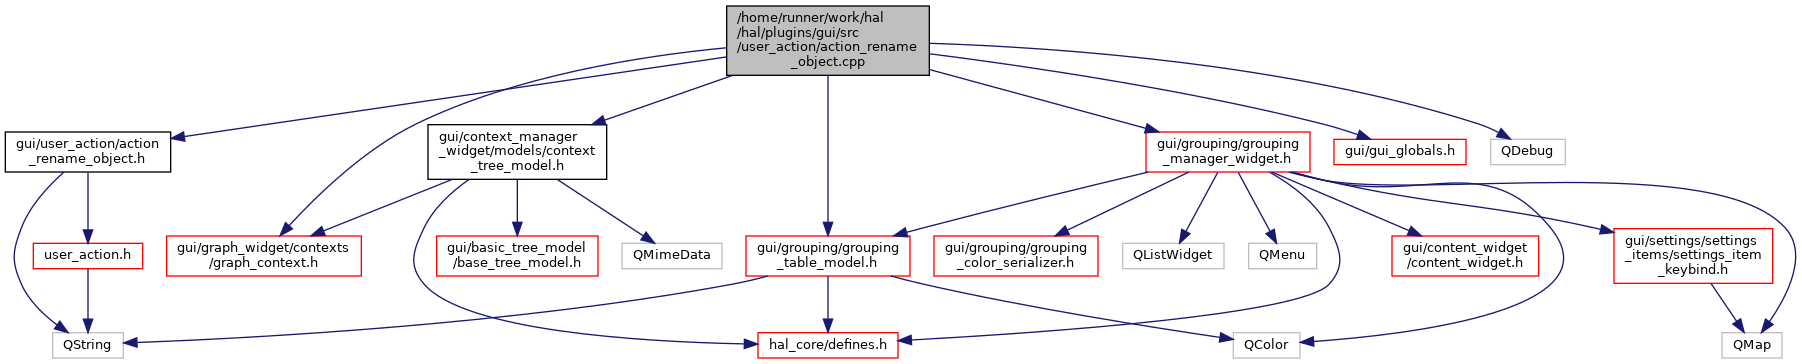 /home/runner/work/hal
/hal/plugins/gui/src
/user_action/action_rename
_object.cpp
gui/user_action/action
_rename_object.h
gui/context_manager
_widget/models/context
_tree_model.h
gui/grouping/grouping
_manager_widget.h
gui/gui_globals.h
QDebug
user_action.h
gui/graph_widget/contexts
/graph_context.h
gui/basic_tree_model
/base_tree_model.h
QMimeData
gui/grouping/grouping
_table_model.h
gui/grouping/grouping
_color_serializer.h
QListWidget
QMenu
gui/content_widget
/content_widget.h
gui/settings/settings
_items/settings_item
_keybind.h
QString
hal_core/defines.h
QColor
QMap